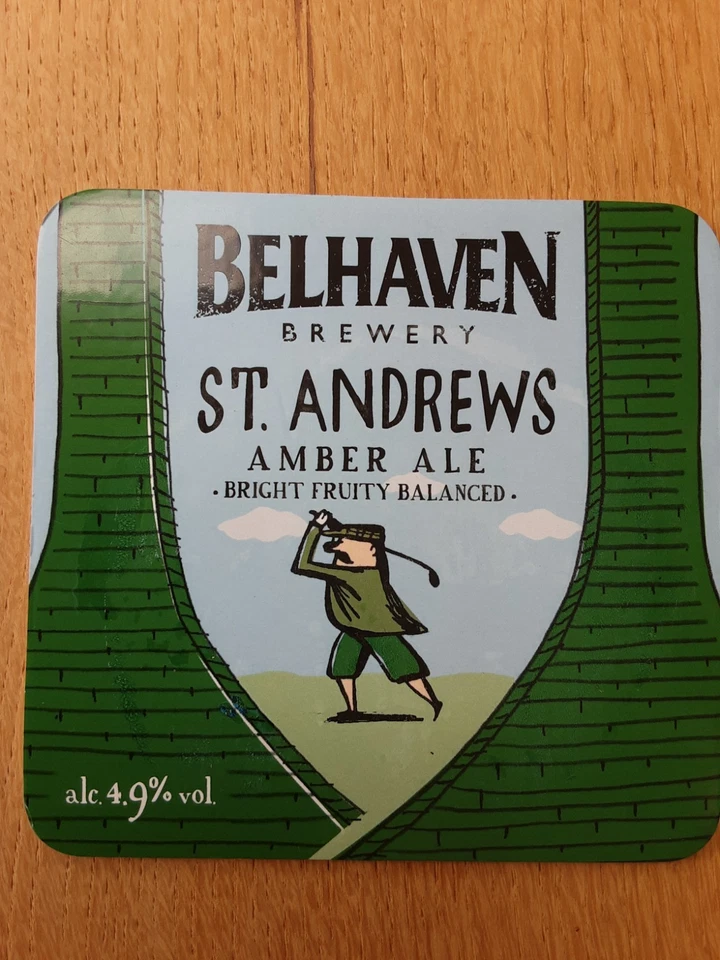 BELHAVEN
BREWERY
ST. ANDREWS
AMBER ALE
· BRIGHT FRUITY BALANCED ·
alc. 4.9% vol.